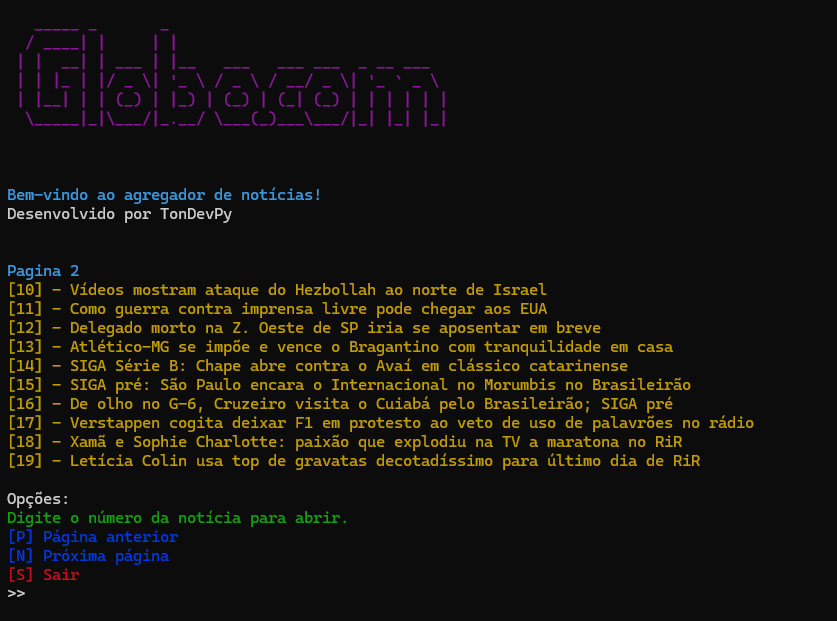 Globo.com
Bem-vindo ao agregador de notícias!
Desenvolvido por TonDevPy
Pagina 2
[10] - Vídeos mostram ataque do Hezbollah ao norte de Israel
[11] - Como guerra contra imprensa livre pode chegar aos EUA
[12] - Delegado morto na Z. Oeste de SP iria se aposentar em breve
[13] - Atlético-MG se impõe e vence o Bragantino com tranquilidade em casa
[14] - SIGA Série B: Chape abre contra o Avaí em clássico catarinense
[15] - SIGA pré: São Paulo encara o Internacional no Morumbis no Brasileirão
[16] - De olho no G-6, Cruzeiro visita o Cuiabá pelo Brasileirão; SIGA pré
[17] - Verstappen cogita deixar F1 em protesto ao veto de uso de palavrões no rádio
[18] - Xamã e Sophie Charlotte: paixão que explodiu na TV a maratona no RiR
[19] - Letícia Colin usa top de gravatas decotadíssimo para último dia de RiR
Opções:
Digite o número da notícia para abrir.
[P] Página anterior
[N] Próxima página
[S] Sair
>>